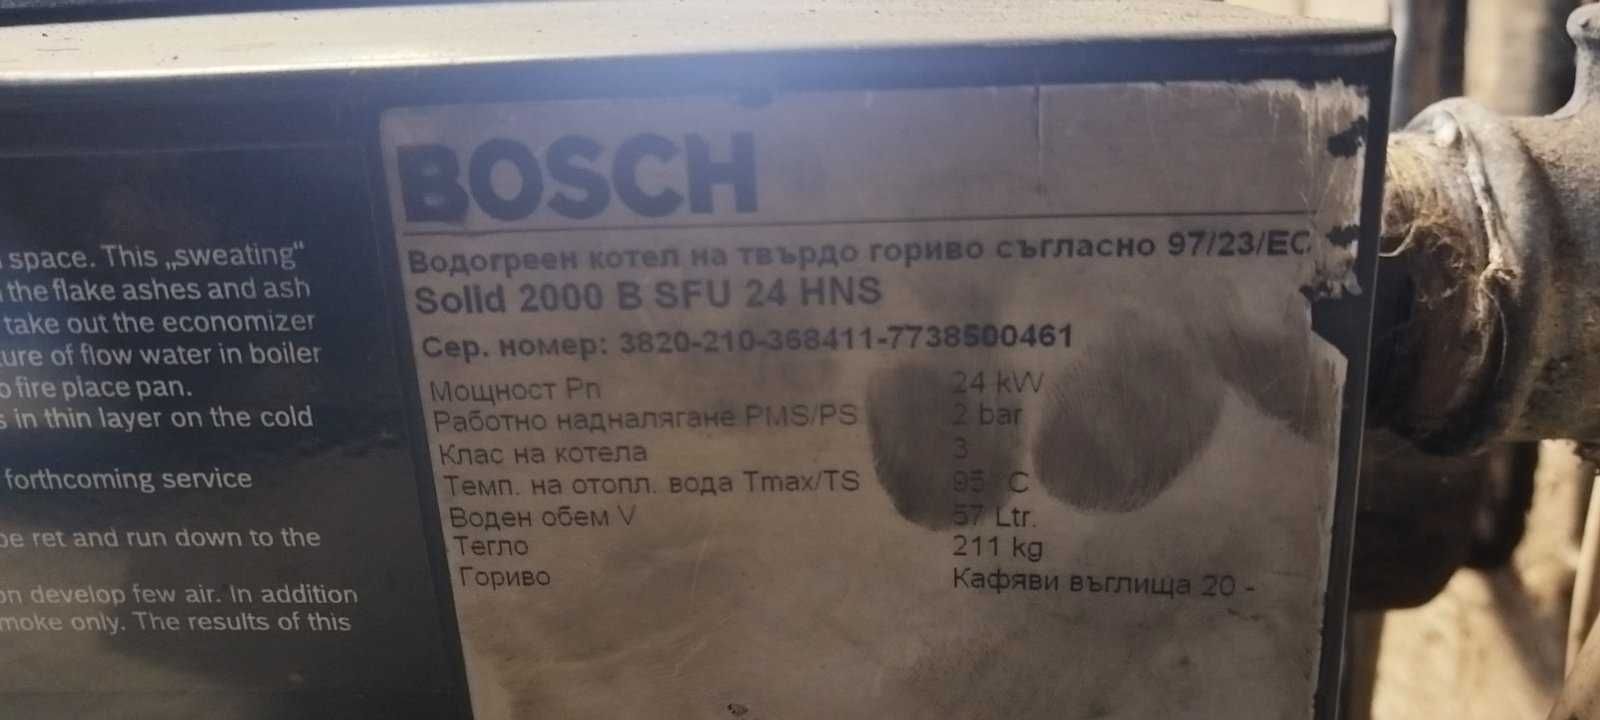 space. This „sweating"
the flake ashes and ash
take out the economizer
ture of flow water in boiler
o fire place pan.
s in thin layer on the cold
forthcoming service
be ret and run down to the
on develop few air. In addition
moke only. The results of this
BOSCH
Водогреен котел на твърдо гориво съгласно 97/23/EC
Solid 2000 B SFU 24 HNS
Сер. номер: 3820-210-368411-7738500461
Мощност Pn 24 kW
Работно надналягане PMS/PS 2 bar
Клас на котела 3
Темп. на отопл. вода Tmax/TS 95 °C
Воден обем V 57 Ltr.
Тегло 211 kg
Гориво Кафяви въглища 20 -